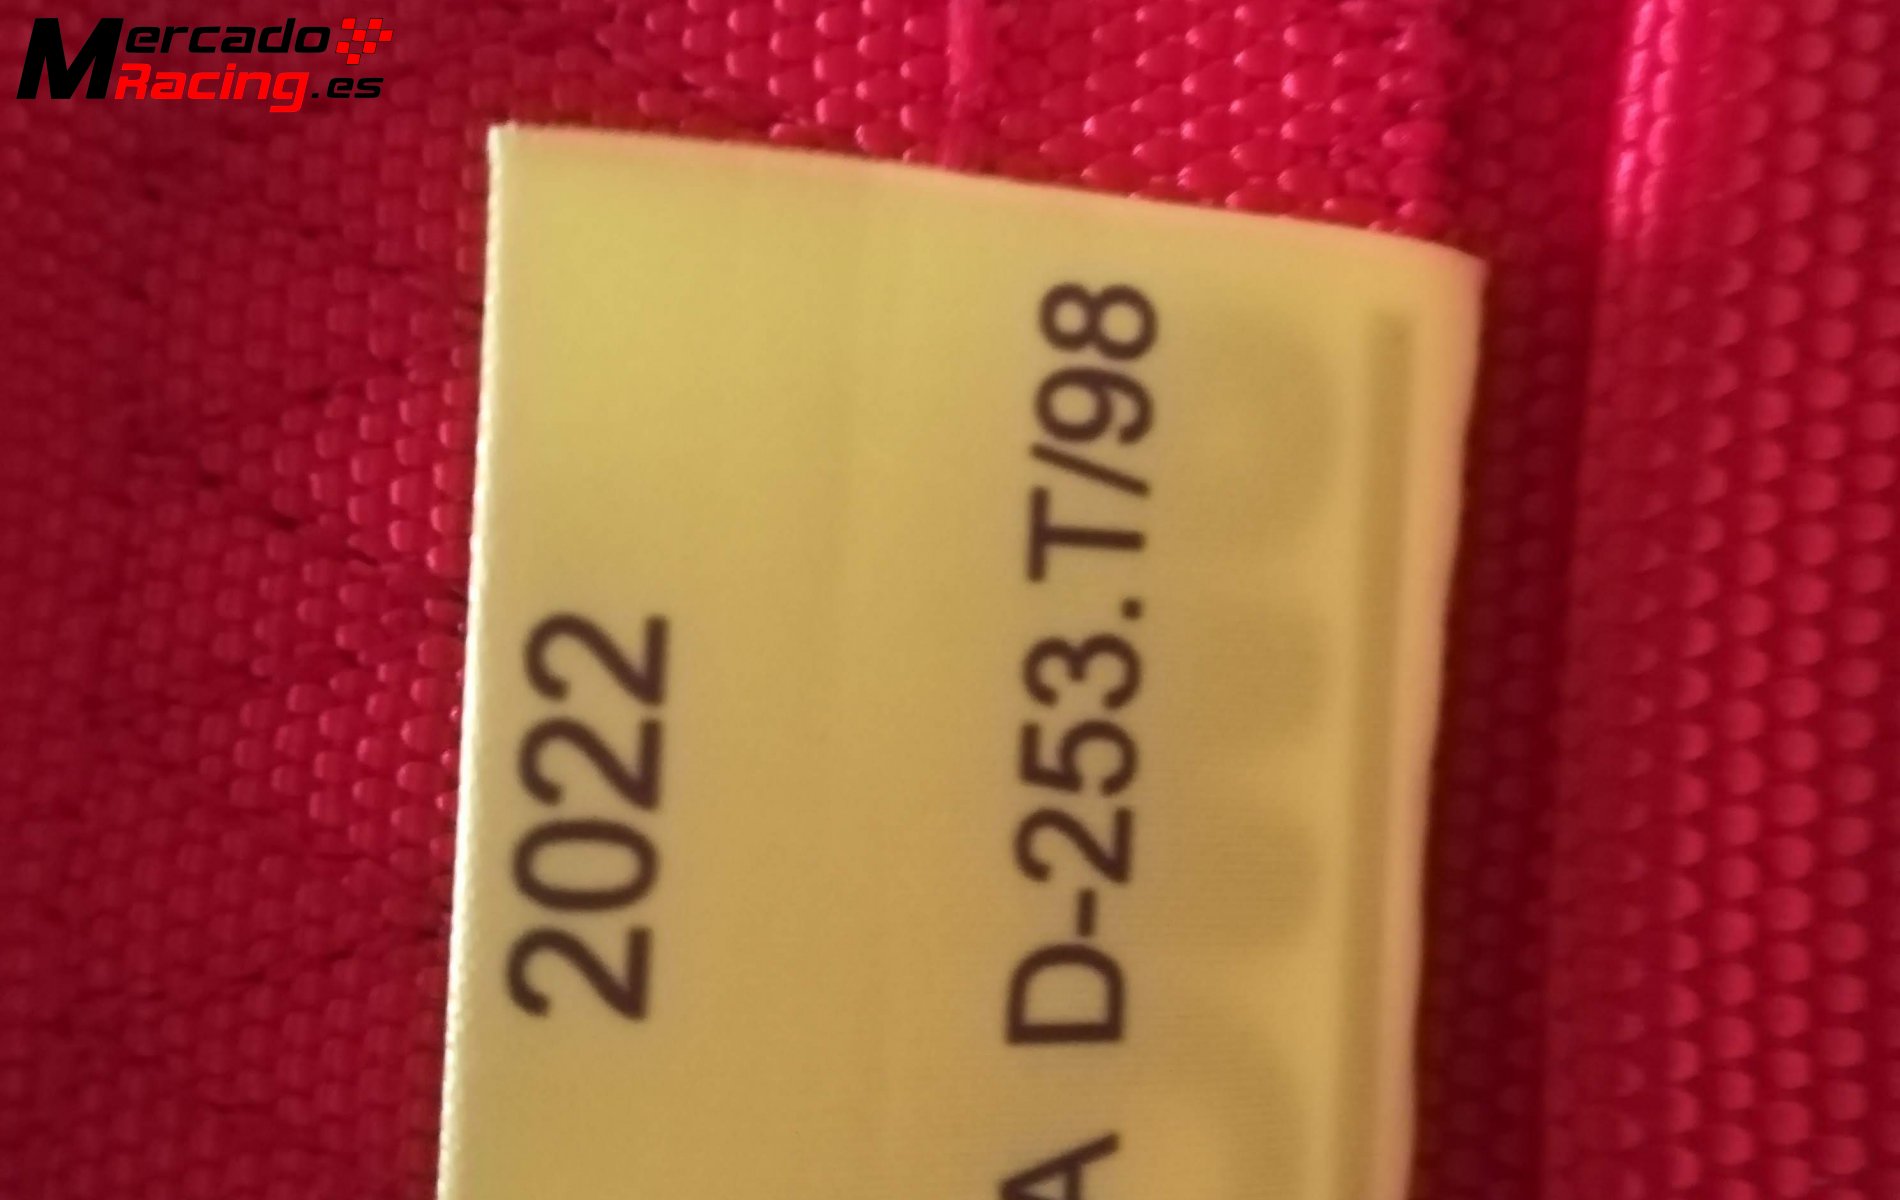 Mercado
Racing.es
2022
A D-253.T/98